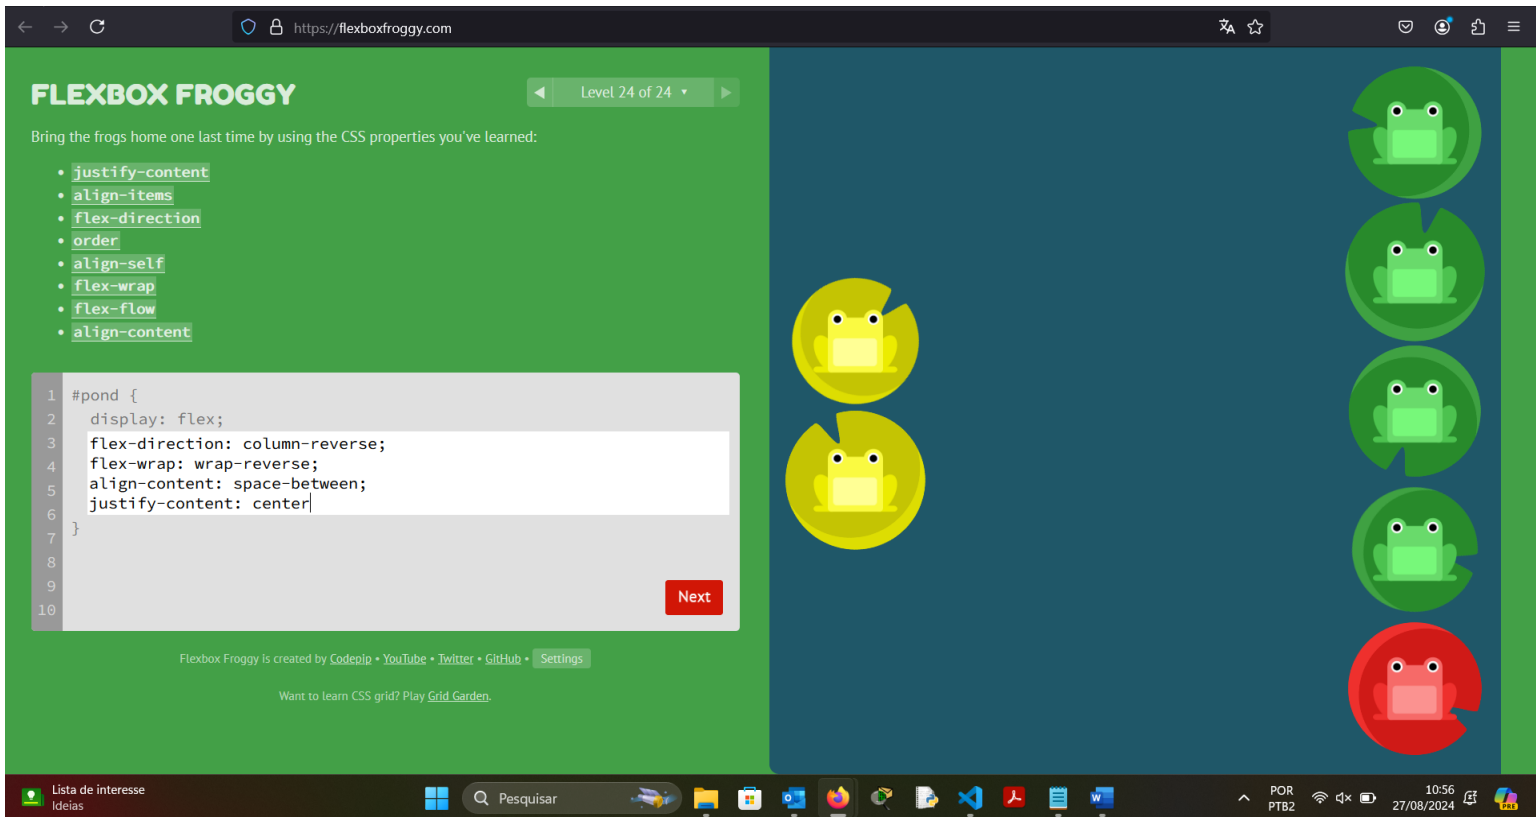 https://flexboxfroggy.com
FLEXBOX FROGGY
◀ Level 24 of 24 ▼ ▶
Bring the frogs home one last time by using the CSS properties you've learned:
• justify-content
• align-items
• flex-direction
• order
• align-self
• flex-wrap
• flex-flow
• align-content
1 #pond {
2 display: flex;
3 flex-direction: column-reverse;
4 flex-wrap: wrap-reverse;
5 align-content: space-between;
6 justify-content: center
7 }
8
9
10
Next
Flexbox Froggy is created by Codepip • YouTube • Twitter • GitHub • Settings
Want to learn CSS grid? Play Grid Garden.
Lista de interesse
Ideias
Pesquisar
POR
PTB2
10:56
27/08/2024
PRE